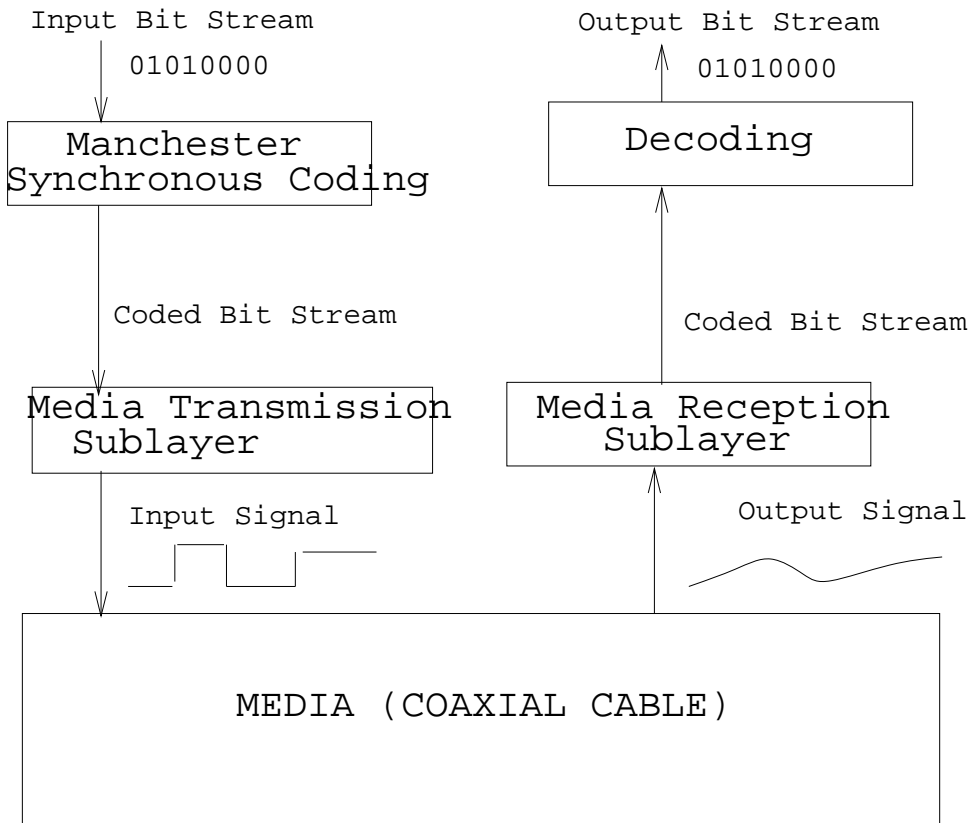 Input Bit Stream
01010000
Manchester
Synchronous Coding
Coded Bit Stream
Media Transmission
Sublayer
Input Signal
Output Bit Stream
01010000
Decoding
Coded Bit Stream
Media Reception
Sublayer
Output Signal
MEDIA (COAXIAL CABLE)